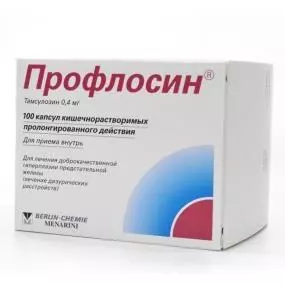 Профлосин®
Тамсулозин 0,4 мг
100 капсул кишечнорастворимых
пролонгированного действия
Для приема внутрь
Для лечения доброкачественной
гиперплазии предстательной
железы
(лечение дизурических
расстройств)
BERLIN-CHEMIE
MENARINI